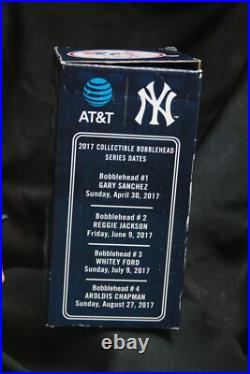 AT&T
NY
2017 COLLECTIBLE BOBBLEHEAD
SERIES DATES
Bobblehead #1
GARY SANCHEZ
Sunday, April 30, 2017
Bobblehead # 2
REGGIE JACKSON
Friday, June 9, 2017
Bobblehead # 3
WHITEY FORD
Sunday, July 9, 2017
Bobblehead # 4
AROLDIS CHAPMAN
Sunday, August 27, 2017